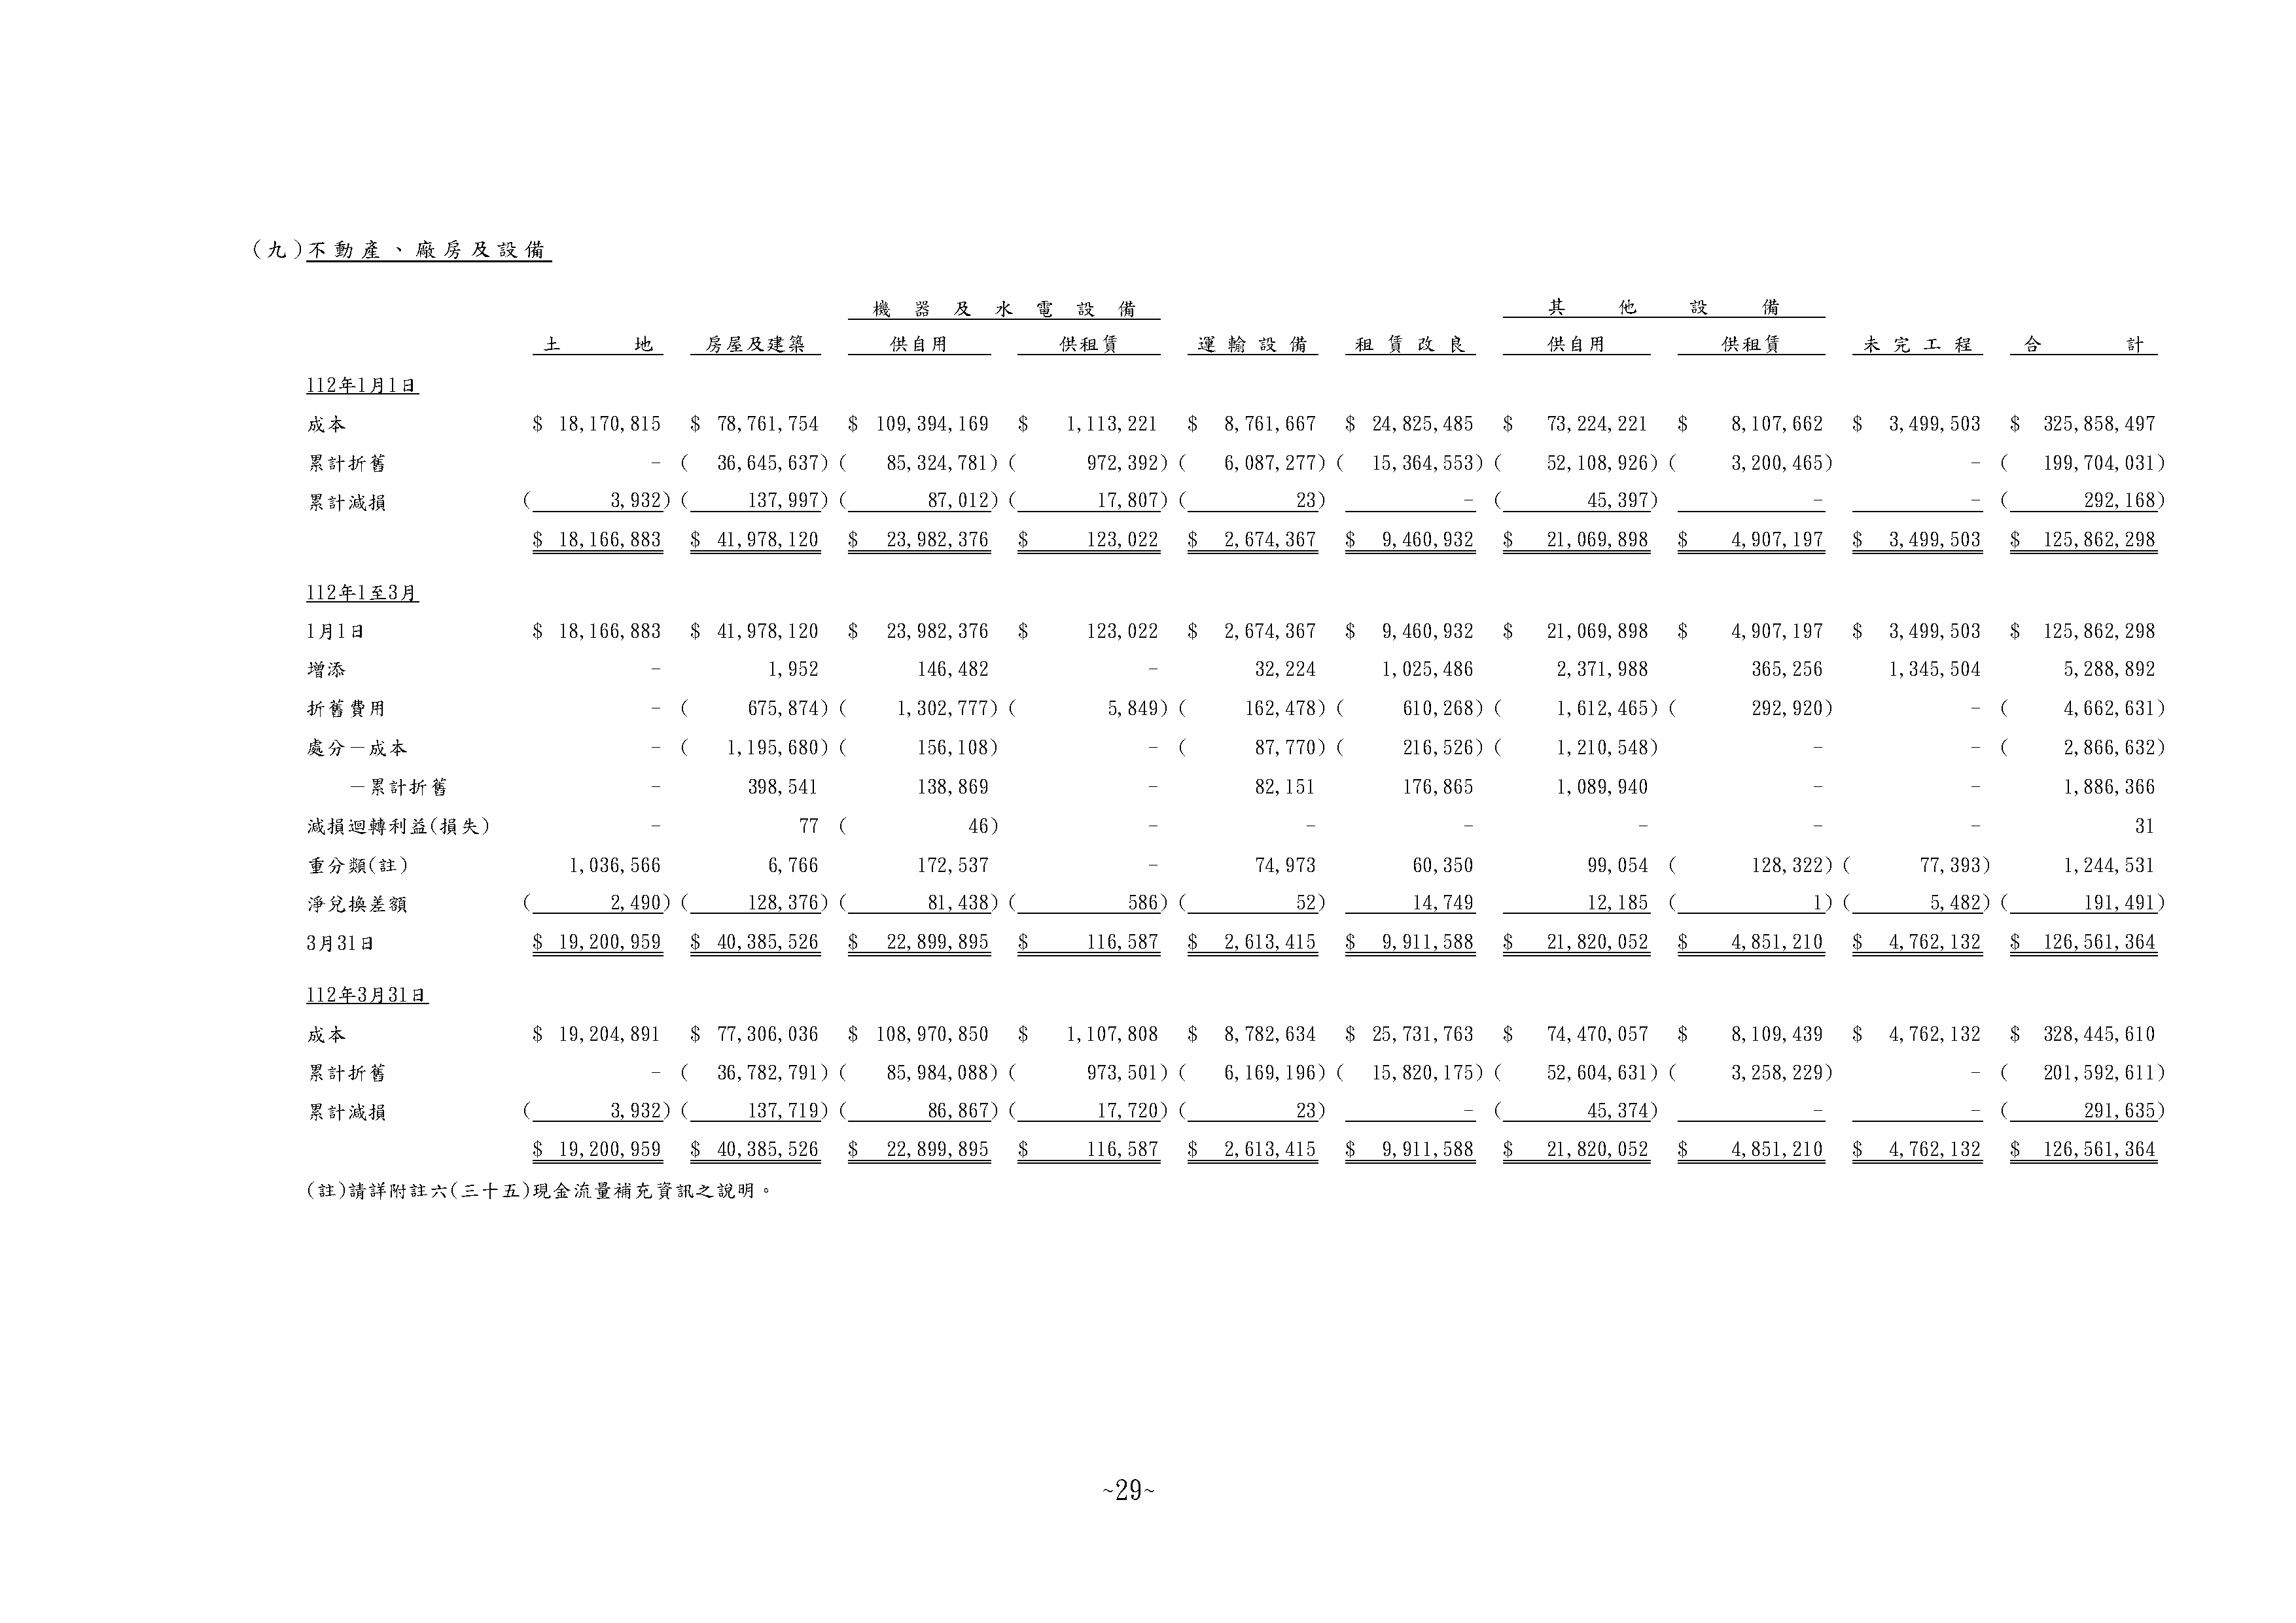 (九)不動產、廠房及設備
機器及水電設備 其他設備
土地 房屋及建築 供自用 供租賃 運輸設備 租賃改良 供自用 供租賃 未完工程 合計
112年1月1日
成本 $ 18,170,815 $ 78,761,754 $ 109,394,169 $ 1,113,221 $ 8,761,667 $ 24,825,485 $ 73,224,221 $ 8,107,662 $ 3,499,503 $ 325,858,497
累計折舊 - ( 36,645,637) ( 85,324,781) ( 972,392) ( 6,087,277) ( 15,364,553) ( 52,108,926) ( 3,200,465) - ( 199,704,031)
累計減損 ( 3,932) ( 137,997) ( 87,012) ( 17,807) ( 23) - ( 45,397) - - ( 292,168)
$ 18,166,883 $ 41,978,120 $ 23,982,376 $ 123,022 $ 2,674,367 $ 9,460,932 $ 21,069,898 $ 4,907,197 $ 3,499,503 $ 125,862,298
112年1至3月
1月1日 $ 18,166,883 $ 41,978,120 $ 23,982,376 $ 123,022 $ 2,674,367 $ 9,460,932 $ 21,069,898 $ 4,907,197 $ 3,499,503 $ 125,862,298
增添 - 1,952 146,482 - 32,224 1,025,486 2,371,988 365,256 1,345,504 5,288,892
折舊費用 - ( 675,874) ( 1,302,777) ( 5,849) ( 162,478) ( 610,268) ( 1,612,465) ( 292,920) - ( 4,662,631)
處分－成本 - ( 1,195,680) ( 156,108) - ( 87,770) ( 216,526) ( 1,210,548) - - ( 2,866,632)
－累計折舊 - 398,541 138,869 - 82,151 176,865 1,089,940 - - 1,886,366
減損迴轉利益(損失) - 77 ( 46) - - - - - - 31
重分類(註) 1,036,566 6,766 172,537 - 74,973 60,350 99,054 ( 128,322) ( 77,393) 1,244,531
淨兌換差額 ( 2,490) ( 128,376) ( 81,438) ( 586) ( 52) 14,749 12,185 ( 1) ( 5,482) ( 191,491)
3月31日 $ 19,200,959 $ 40,385,526 $ 22,899,895 $ 116,587 $ 2,613,415 $ 9,911,588 $ 21,820,052 $ 4,851,210 $ 4,762,132 $ 126,561,364
112年3月31日
成本 $ 19,204,891 $ 77,306,036 $ 108,970,850 $ 1,107,808 $ 8,782,634 $ 25,731,763 $ 74,470,057 $ 8,109,439 $ 4,762,132 $ 328,445,610
累計折舊 - ( 36,782,791) ( 85,984,088) ( 973,501) ( 6,169,196) ( 15,820,175) ( 52,604,631) ( 3,258,229) - ( 201,592,611)
累計減損 ( 3,932) ( 137,719) ( 86,867) ( 17,720) ( 23) - ( 45,374) - - ( 291,635)
$ 19,200,959 $ 40,385,526 $ 22,899,895 $ 116,587 $ 2,613,415 $ 9,911,588 $ 21,820,052 $ 4,851,210 $ 4,762,132 $ 126,561,364
(註)請詳附註六(三十五)現金流量補充資訊之說明。
~29~